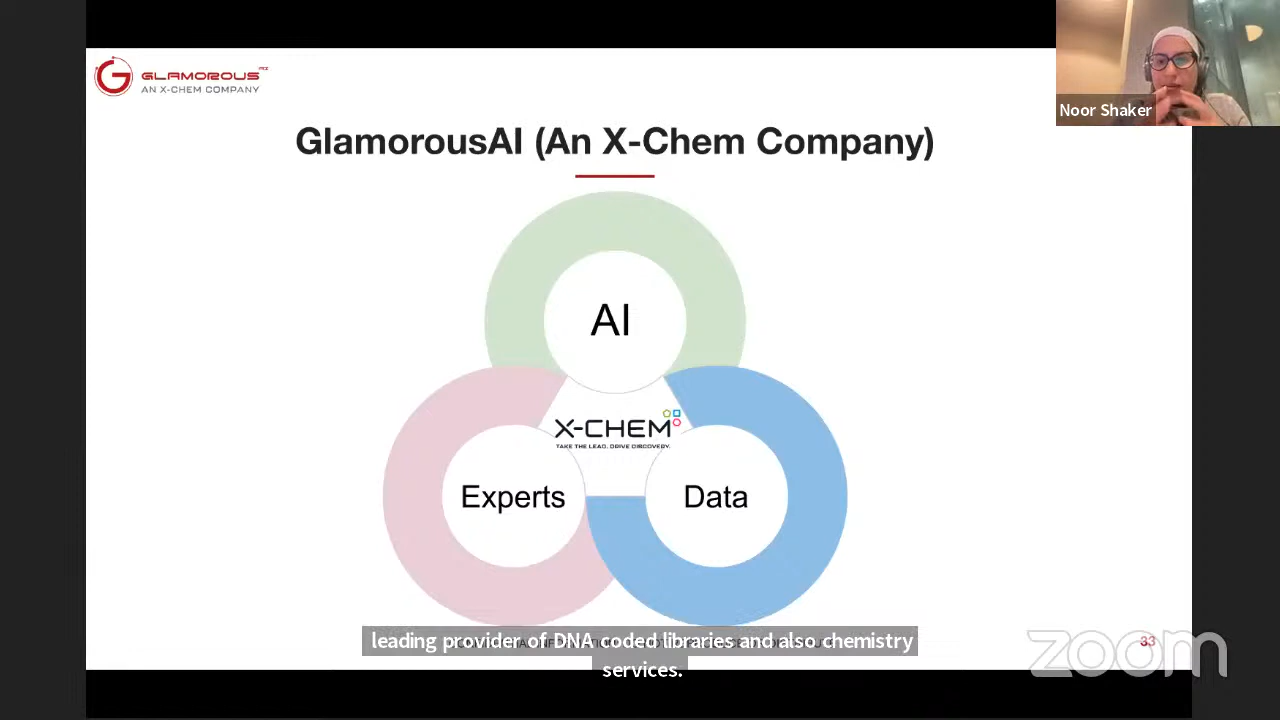 GLAMOROUS AI
AN X-CHEM COMPANY
Noor Shaker
GlamorousAI (An X-Chem Company)
AI
X-CHEM
TAKE THE LEAD. DRIVE DISCOVERY.
Experts
Data
leading provider of DNA coded libraries and also chemistry
services.
33
zoom